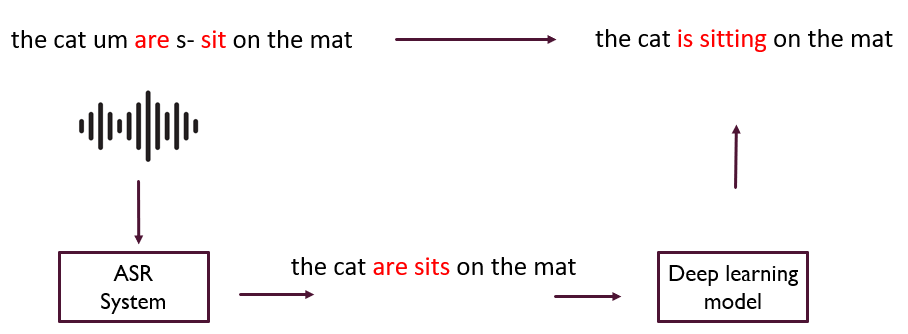 the cat um are s- sit on the mat
the cat is sitting on the mat
ASR
System
the cat are sits on the mat
Deep learning
model